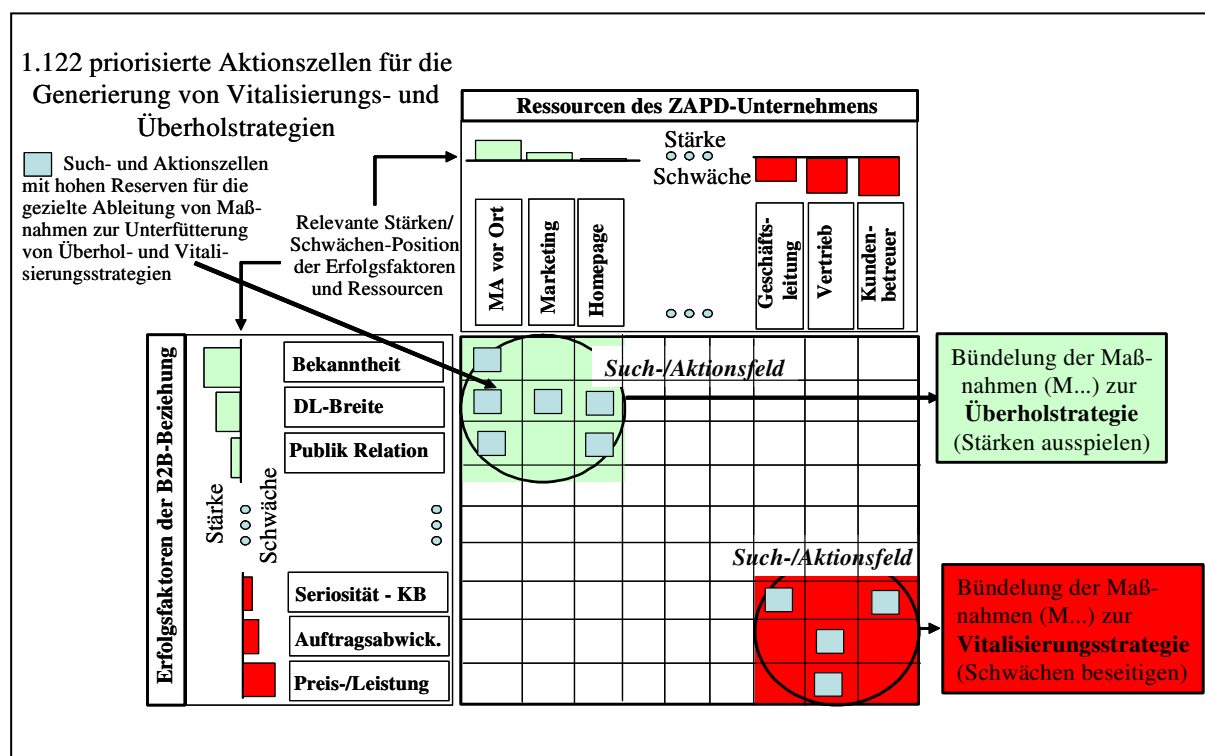 1.122 priorisierte Aktionszellen für die
Generierung von Vitalisierungs- und
Überholstrategien
Such- und Aktionszellen
mit hohen Reserven für die
gezielte Ableitung von Maß-
nahmen zur Unterfütterung
von Überhol- und Vitali-
sierungsstrategien
Relevante Stärken/
Schwächen-Position
der Erfolgsfaktoren
und Ressourcen
Ressourcen des ZAPD-Unternehmens
Stärke
Schwäche
MA vor Ort
Marketing
Homepage
Geschäfts-
leitung
Vertrieb
Kunden-
betreuer
Erfolgsfaktoren der B2B-Beziehung
Bekanntheit
DL-Breite
Publik Relation
Stärke
Schwäche
Seriosität - KB
Auftragsabwick.
Preis-/Leistung
Such-/Aktionsfeld
Such-/Aktionsfeld
Bündelung der Maß-
nahmen (M...) zur
Überholstrategie
(Stärken ausspielen)
Bündelung der Maß-
nahmen (M...) zur
Vitalisierungsstrategie
(Schwächen beseitigen)